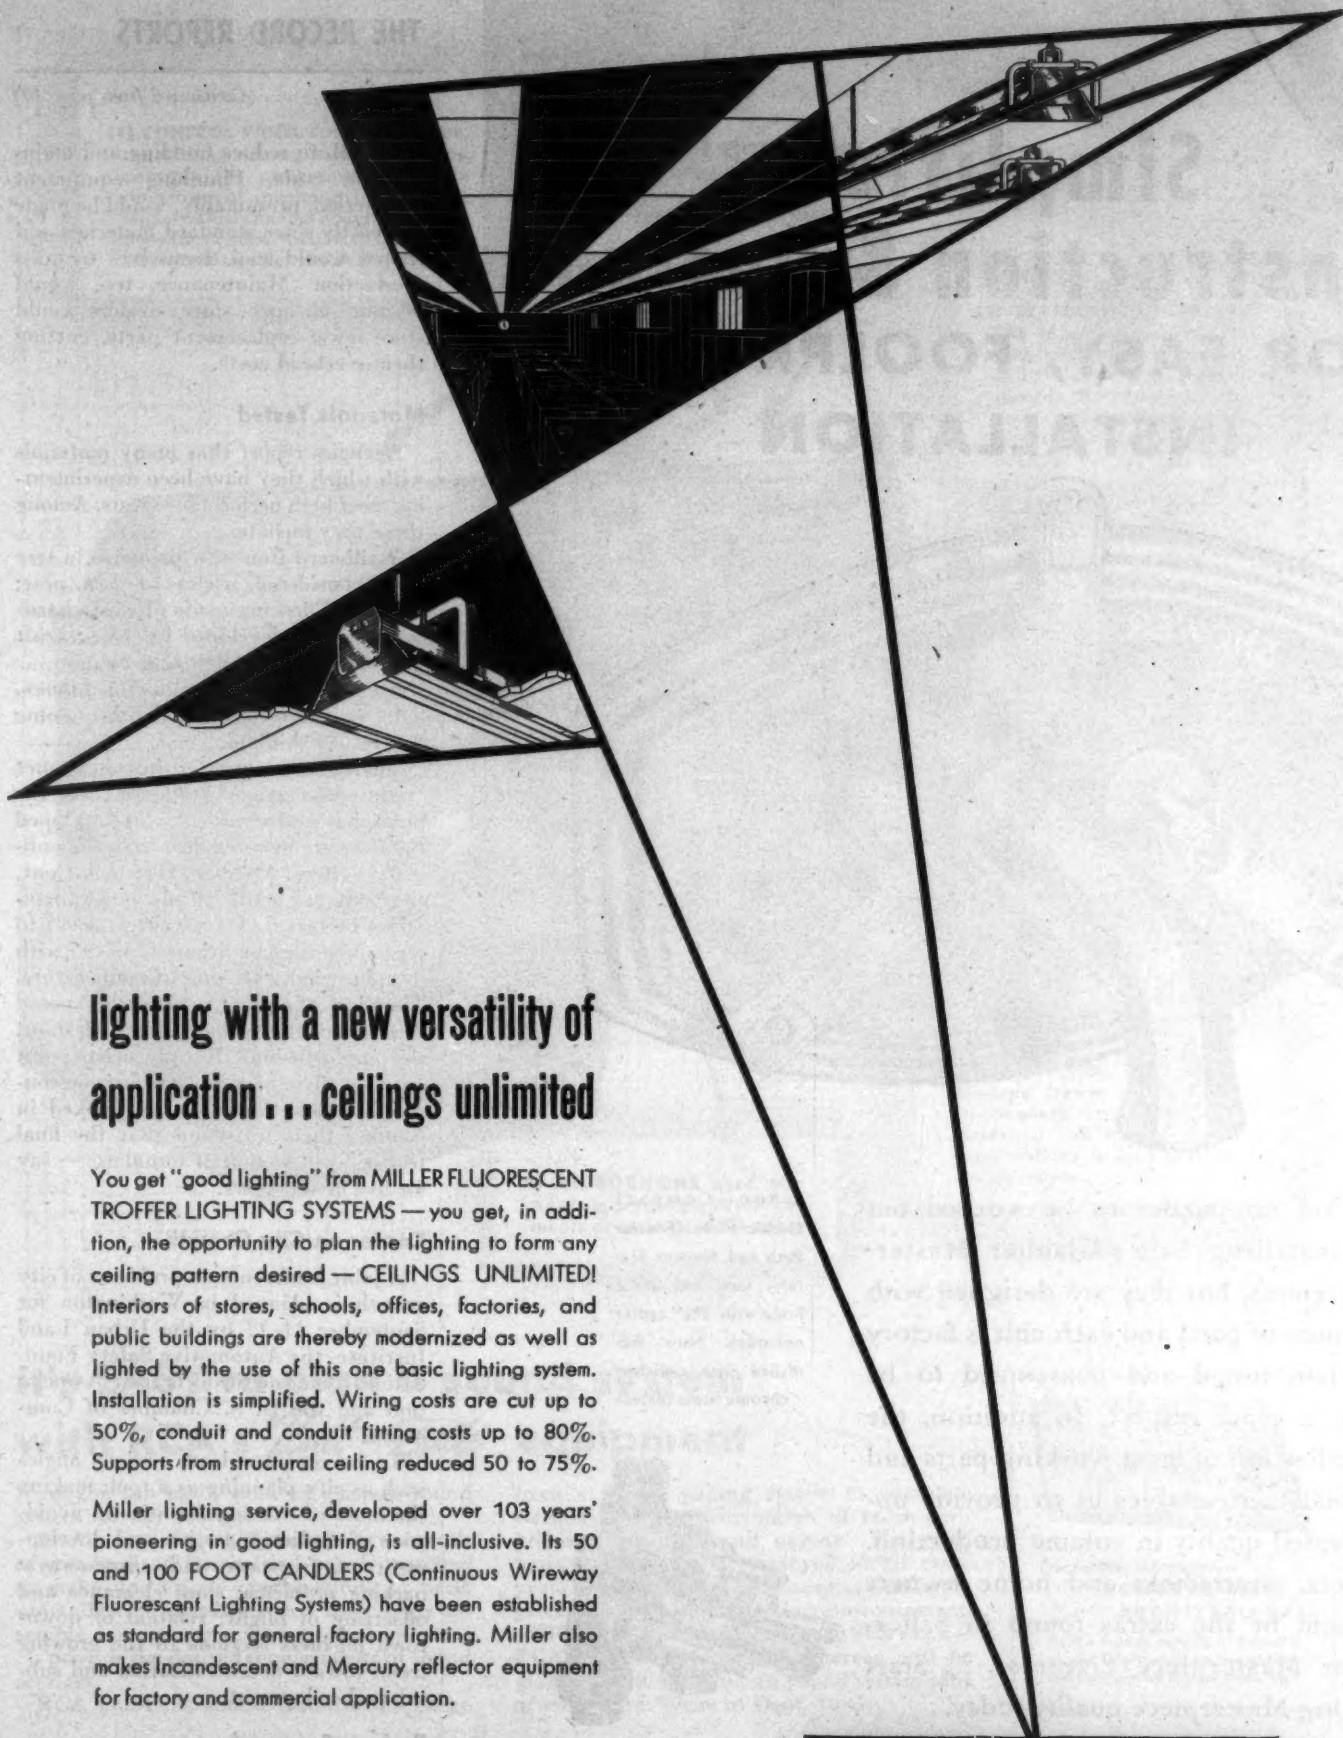 lighting with a new versatility of
application... ceilings unlimited
You get "good lighting" from MILLER FLUORESCENT
TROFFER LIGHTING SYSTEMS — you get, in addi-
tion, the opportunity to plan the lighting to form any
ceiling pattern desired — CEILINGS UNLIMITED!
Interiors of stores, schools, offices, factories, and
public buildings are thereby modernized as well as
lighted by the use of this one basic lighting system.
Installation is simplified. Wiring costs are cut up to
50%, conduit and conduit fitting costs up to 80%.
Supports from structural ceiling reduced 50 to 75%.
Miller lighting service, developed over 103 years'
pioneering in good lighting, is all-inclusive. Its 50
and 100 FOOT CANDLERS (Continuous Wireway
Fluorescent Lighting Systems) have been established
as standard for general factory lighting. Miller also
makes Incandescent and Mercury reflector equipment
for factory and commercial application.